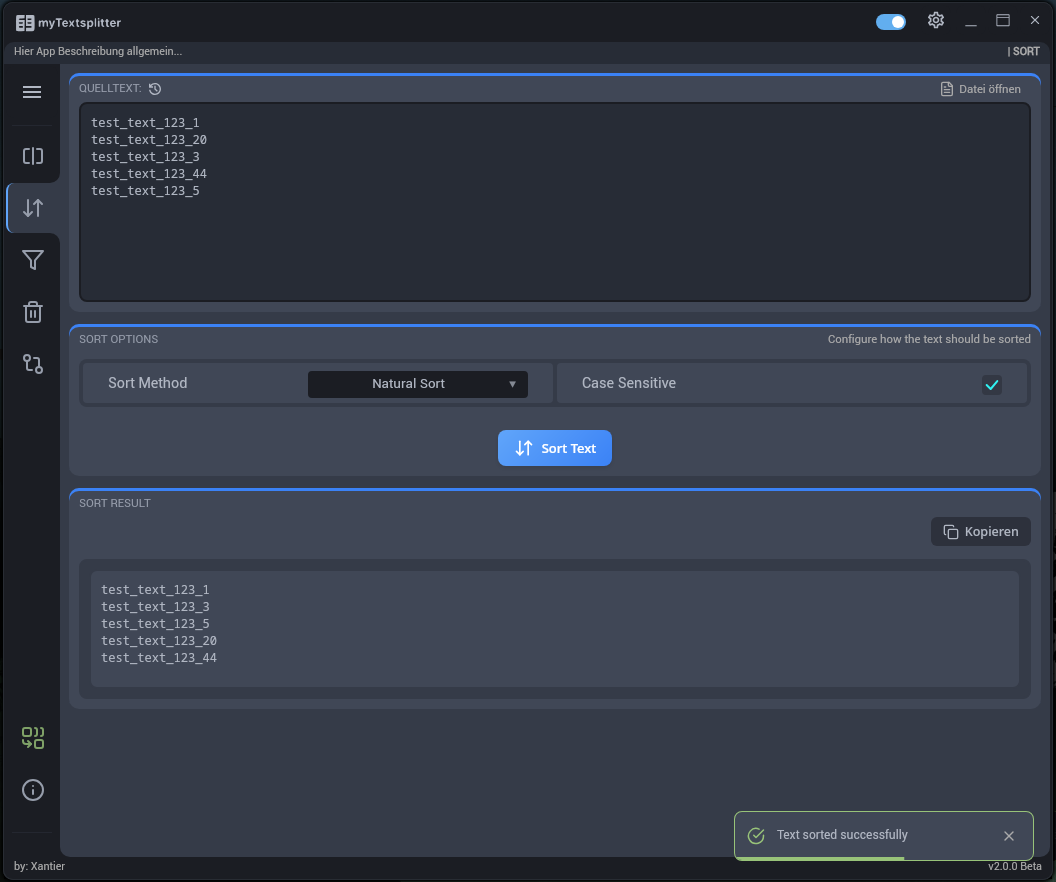 myTextsplitter
Hier App Beschreibung allgemein...
| SORT
QUELLTEXT:
Datei öffnen
test_text_123_1
test_text_123_20
test_text_123_3
test_text_123_44
test_text_123_5
SORT OPTIONS
Configure how the text should be sorted
Sort Method
Natural Sort
Case Sensitive
Sort Text
SORT RESULT
Kopieren
test_text_123_1
test_text_123_3
test_text_123_5
test_text_123_20
test_text_123_44
Text sorted successfully
by: Xantier
v2.0.0 Beta